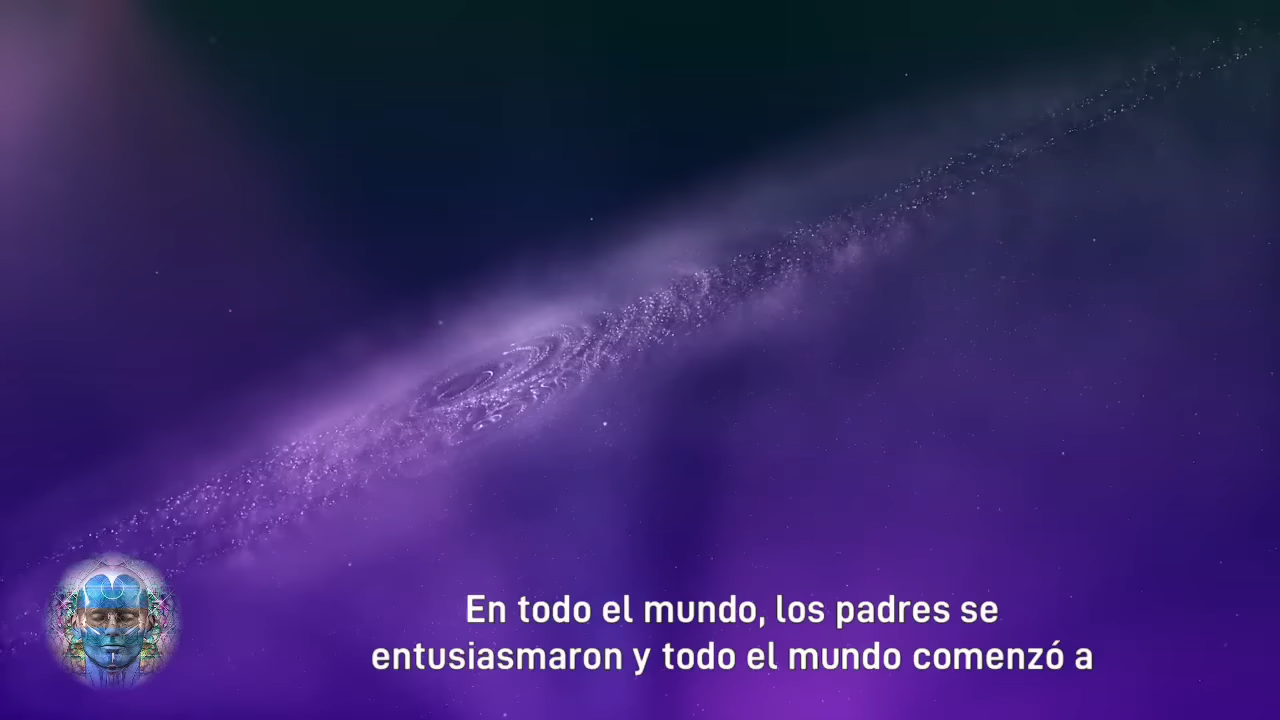 En todo el mundo, los padres se
entusiasmaron y todo el mundo comenzó a